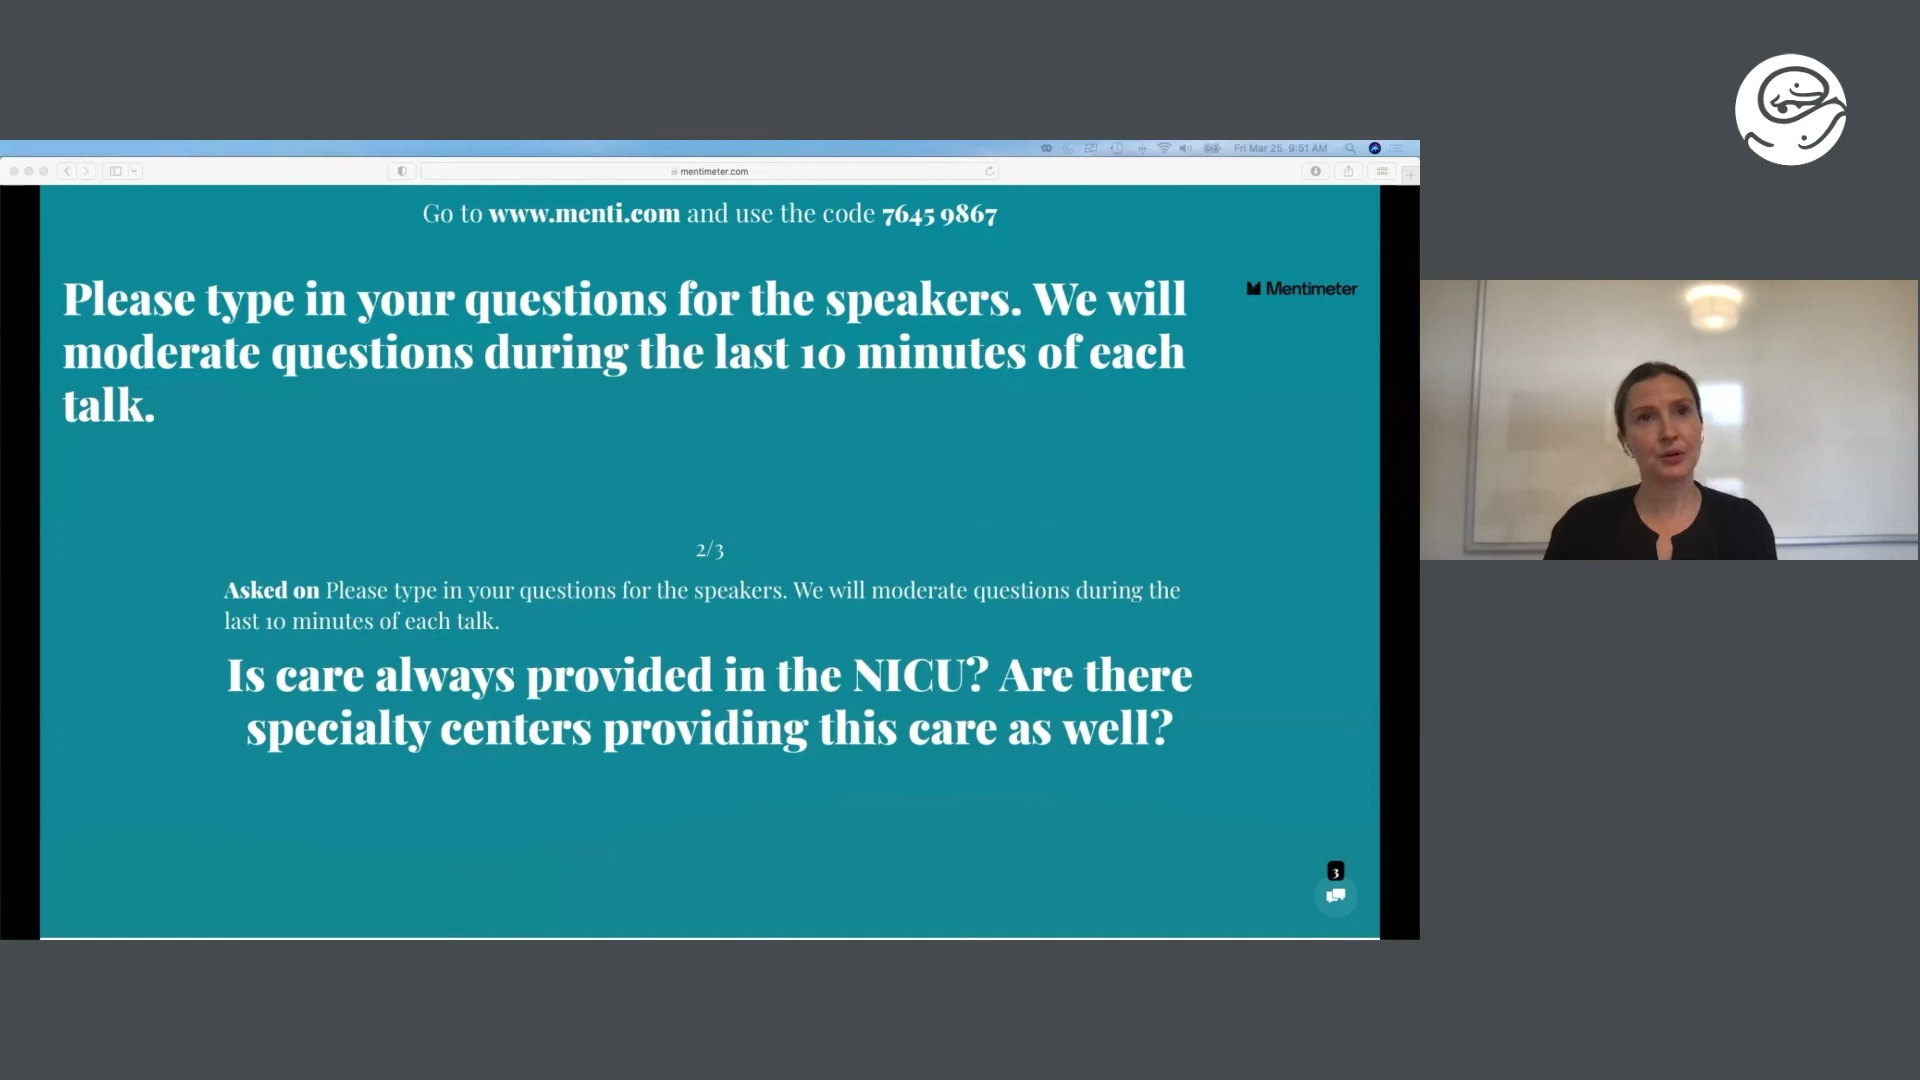 Fri Mar 25 9:51 AM
mentimeter.com
Go to www.menti.com and use the code 7645 9867
Please type in your questions for the speakers. We will
moderate questions during the last 10 minutes of each
talk.
Mentimeter
2/3
Asked on Please type in your questions for the speakers. We will moderate questions during the
last 10 minutes of each talk.
Is care always provided in the NICU? Are there
specialty centers providing this care as well?
3